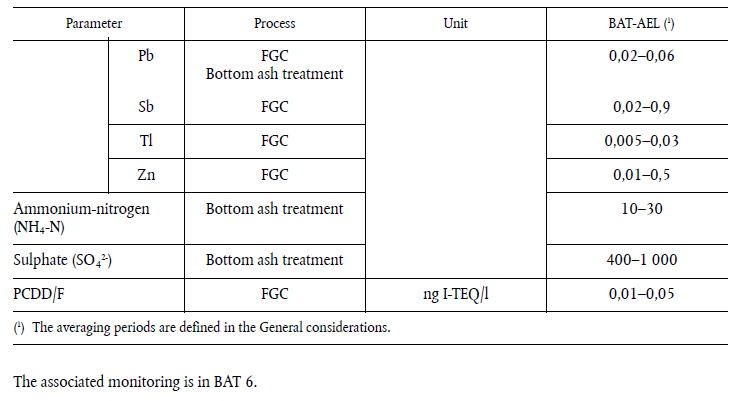 Parameter Process Unit BAT-AEL (¹)
Pb FGC 0,02–0,06
Bottom ash treatment
Sb FGC 0,02–0,9
Tl FGC 0,005–0,03
Zn FGC 0,01–0,5
Ammonium-nitrogen Bottom ash treatment 10–30
(NH₄-N)
Sulphate (SO₄²⁻) Bottom ash treatment 400–1 000
PCDD/F FGC ng I-TEQ/l 0,01–0,05
(¹) The averaging periods are defined in the General considerations.
The associated monitoring is in BAT 6.